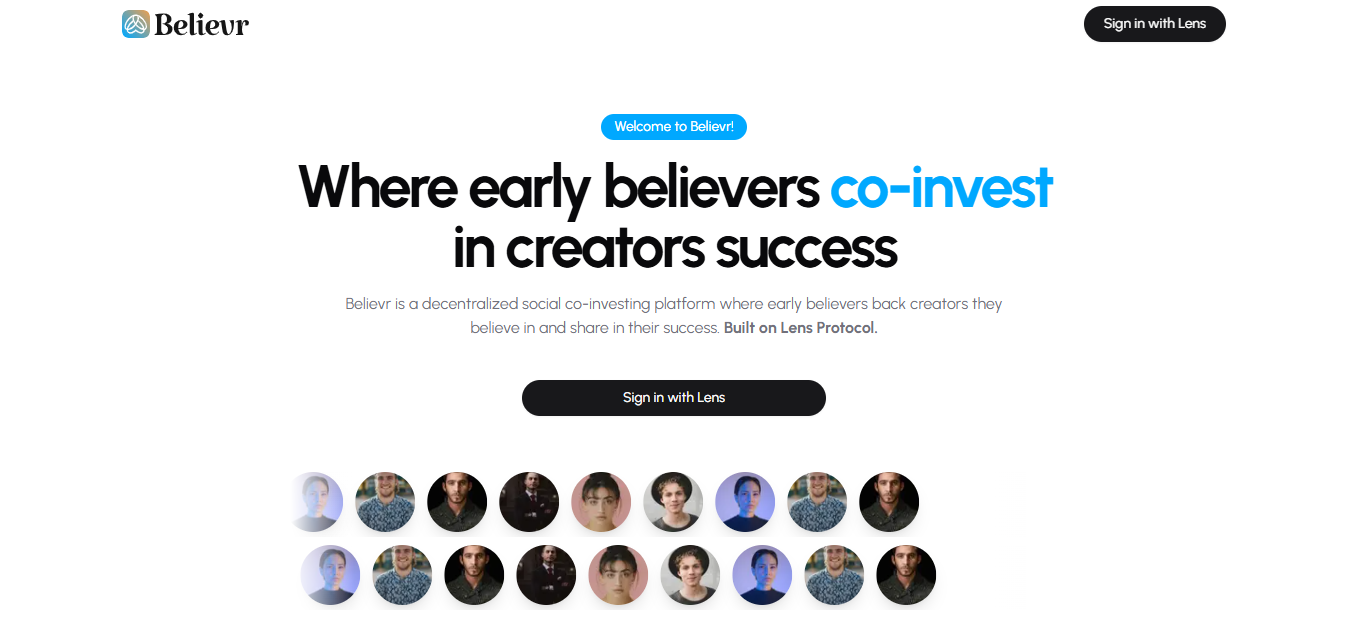 Believr
Sign in with Lens
Welcome to Believr!
Where early believers co-invest
in creators success
Believr is a decentralized social co-investing platform where early believers back creators they
believe in and share in their success. Built on Lens Protocol.
Sign in with Lens